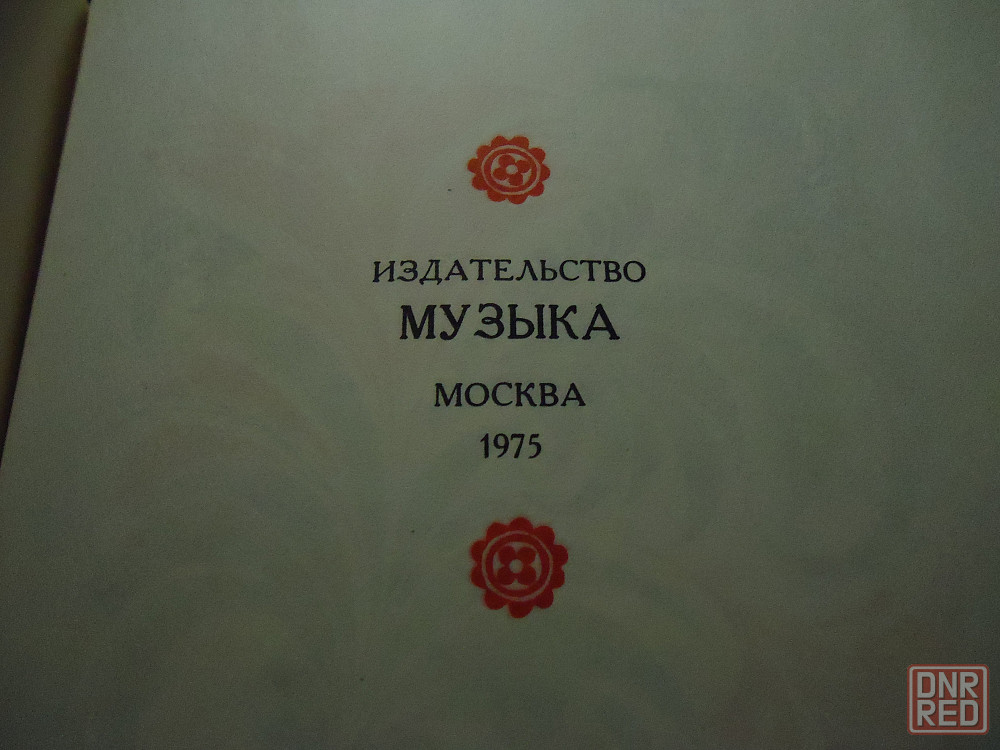 ИЗДАТЕЛЬСТВО
МУЗЫКА
МОСКВА
1975
DNR
RED